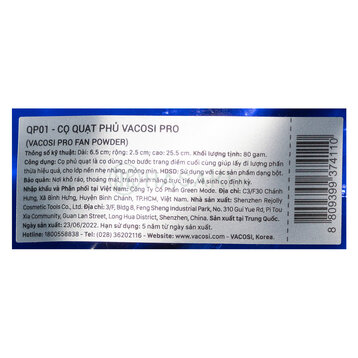 QP01 - CỌ QUẠT PHỦ VACOSI PRO
(VACOSI PRO FAN POWDER)
Thông số kỹ thuật: Dài: 6.5 cm; rộng: 2.5 cm; cao: 25.5 cm. Khối lượng tịnh: 80 gam.
Công dụng: Cọ phủ quạt là cọ dùng cho bước trang điểm cuối cùng giúp lấy đi lượng phấn
thừa hiệu quả, cho lớp nền nhẹ nhàng, mỏng mịn. HDSD: Sử dụng với các sản phẩm dạng bột.
Bảo quản: Nơi khô ráo, thoáng mát, tránh nắng trực tiếp. Vệ sinh cọ định kỳ.
Nhập khẩu và Phân phối tại Việt Nam: Công Ty Cổ Phần Green Mode. Địa chỉ: C3/F30 Chánh
Hưng, Xã Bình Hưng, Huyện Bình Chánh, TP.HCM, Việt Nam. Nhà sản xuất: Shenzhen Rejolly
Cosmetic Tools Co., Ltd. Địa chỉ: 3/F, Bldg.8, Feng Sheng Industrial Park, No. 310 Gui Yue Rd, Pi Tou
Xia Community, Guan Lan Street, Long Hua District, Shenzhen, China. Sản xuất tại Trung Quốc.
Ngày sản xuất: 23/06/2022. Hạn sử dụng: 5 năm từ ngày sản xuất.
Hotline: 1800558838 - Tel: (028) 36202116 - Website: www.vacosi.com - VACOSI, Korea.
8 809399 374110